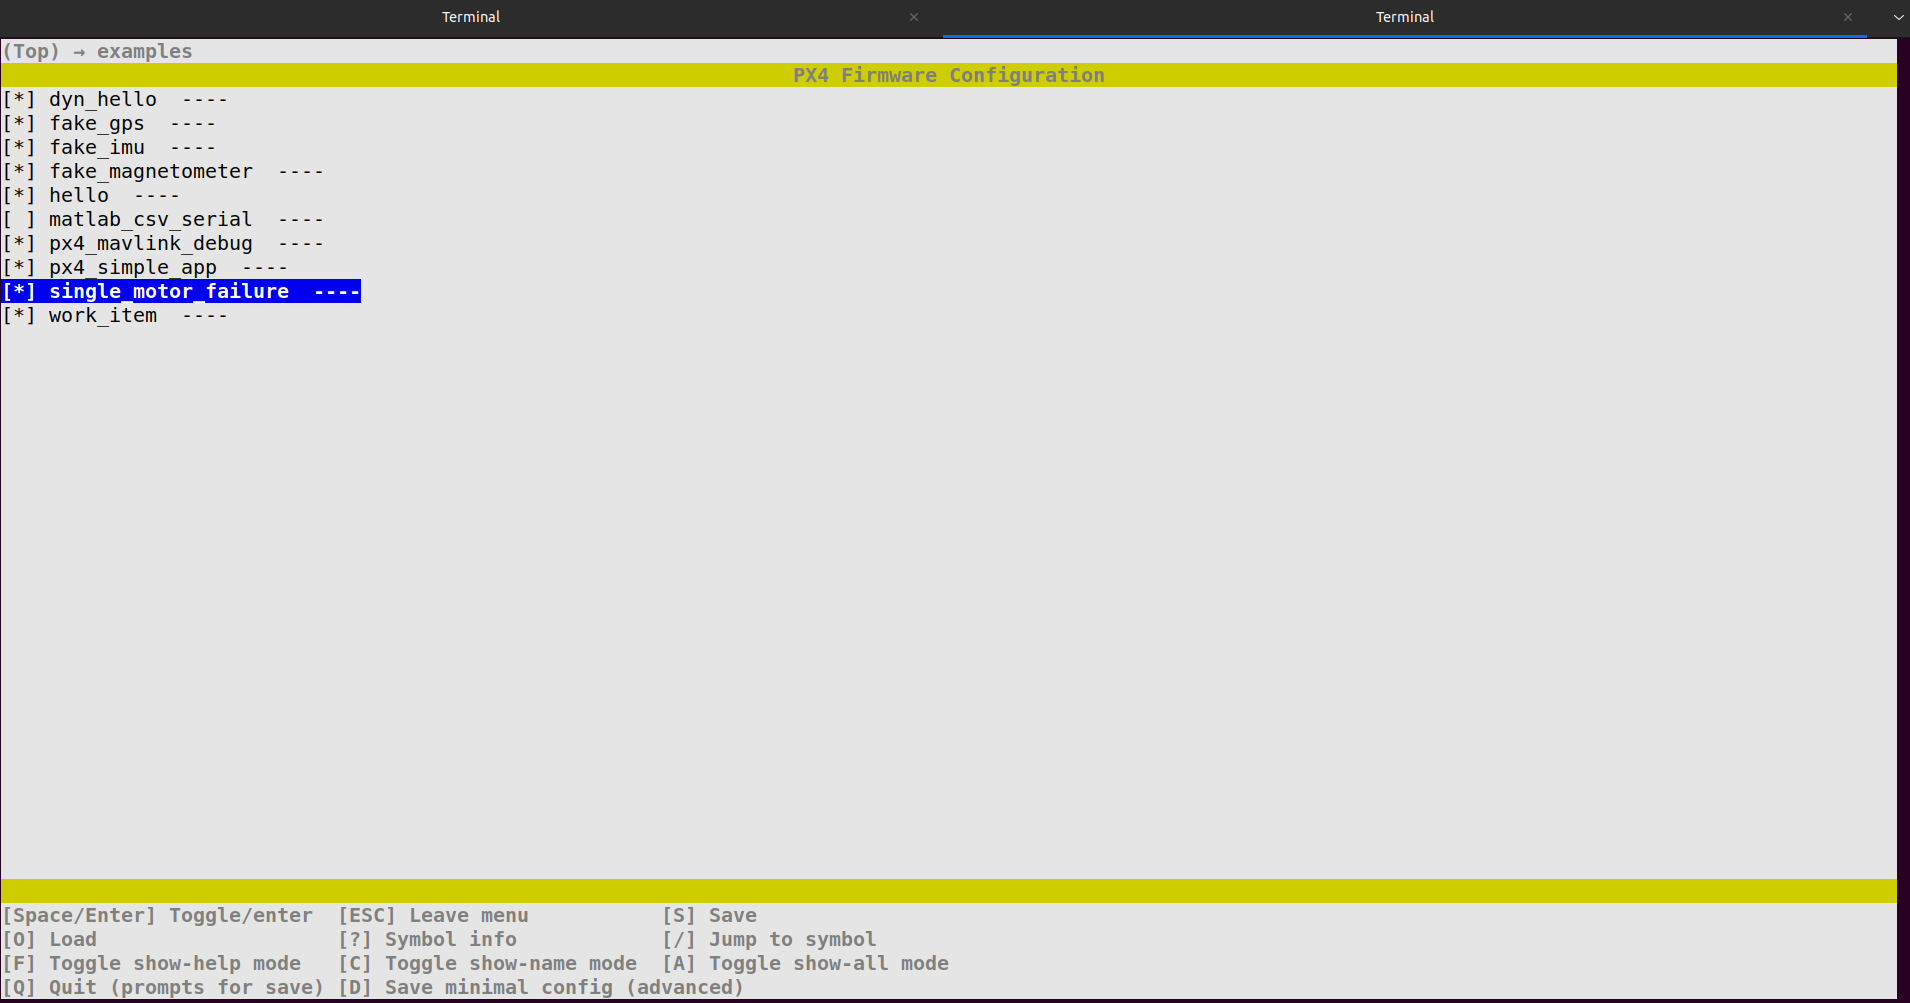 Terminal × Terminal ×
(Top) → examples
PX4 Firmware Configuration
[*] dyn_hello  ----
[*] fake_gps  ----
[*] fake_imu  ----
[*] fake_magnetometer  ----
[*] hello  ----
[ ] matlab_csv_serial  ----
[*] px4_mavlink_debug  ----
[*] px4_simple_app  ----
[*] single_motor_failure  ----
[*] work_item  ----
[Space/Enter] Toggle/enter  [ESC] Leave menu           [S] Save
[O] Load                    [?] Symbol info            [/] Jump to symbol
[F] Toggle show-help mode   [C] Toggle show-name mode  [A] Toggle show-all mode
[Q] Quit (prompts for save) [D] Save minimal config (advanced)